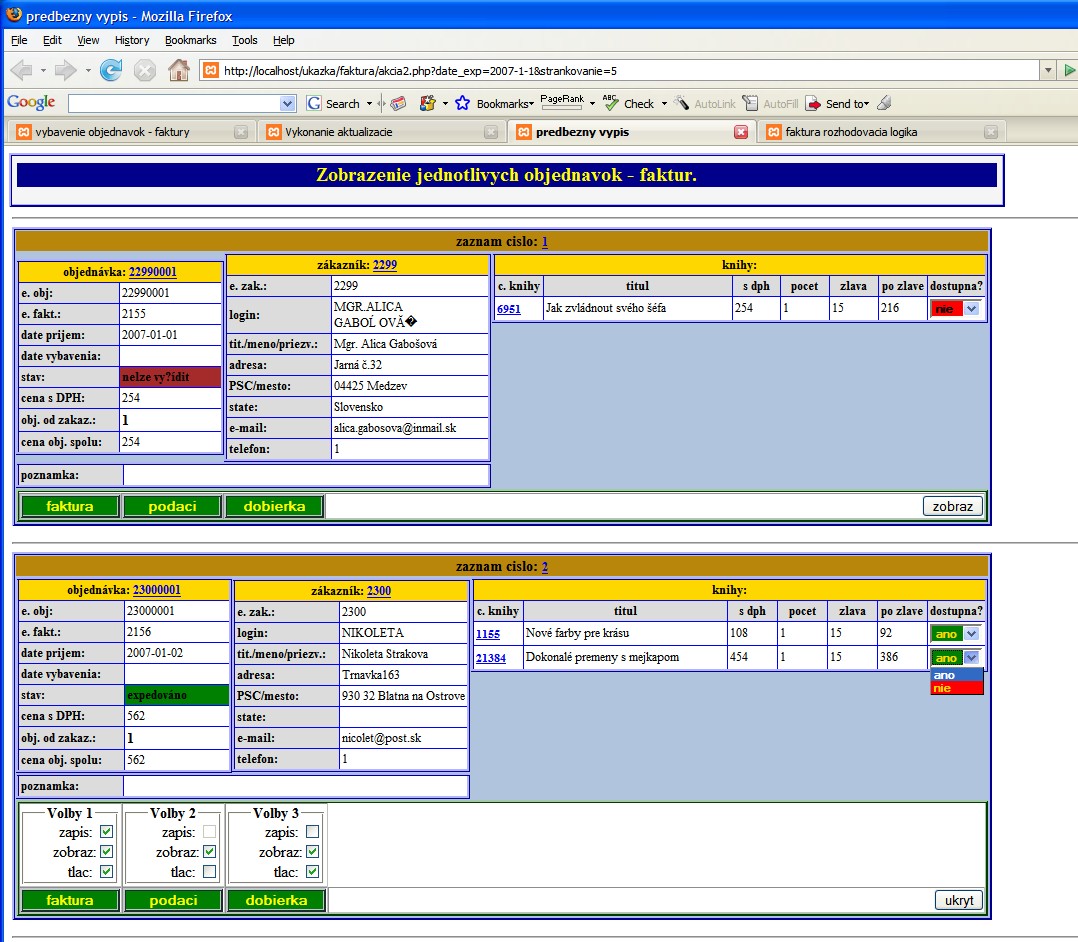 predbezny vypis - Mozilla Firefox
File Edit View History Bookmarks Tools Help
http://localhost/ukazka/faktura/akcia2.php?date_exp=2007-1-1&strankovanie=5
Google G Search Bookmarks PageRank ABC Check AutoLink AutoFill Send to
vybavenie objednavok - faktury Vykonanie aktualizacie predbezny vypis faktura rozhodovacia logika
Zobrazenie jednotlivych objednavok - faktur.
zaznam cislo: 1
objednávka: 22990001
e. obj: 22990001
e. fakt.: 2155
date prijem: 2007-01-01
date vybavenia:
stav: nelze vy?ídit
cena s DPH: 254
obj. od zakaz.: 1
cena obj. spolu: 254
zákazník: 2299
e. zak.: 2299
login: MGR.ALICA
GABOĹ OVÃ�
tit./meno/priezv.: Mgr. Alica Gabošová
adresa: Jarná č.32
PSC/mesto: 04425 Medzev
state: Slovensko
e-mail: alica.gabosova@inmail.sk
telefon: 1
knihy:
c. knihy titul s dph pocet zlava po zlave dostupna?
6951 Jak zvládnout svého šéfa 254 1 15 216 nie
poznamka:
faktura podaci dobierka zobraz
zaznam cislo: 2
objednávka: 23000001
e. obj: 23000001
e. fakt.: 2156
date prijem: 2007-01-02
date vybavenia:
stav: expedováno
cena s DPH: 562
obj. od zakaz.: 1
cena obj. spolu: 562
zákazník: 2300
e. zak.: 2300
login: NIKOLETA
tit./meno/priezv.: Nikoleta Strakova
adresa: Trnavka163
PSC/mesto: 930 32 Blatna na Ostrove
state:
e-mail: nicolet@post.sk
telefon: 1
knihy:
c. knihy titul s dph pocet zlava po zlave dostupna?
1155 Nové farby pre krásu 108 1 15 92 ano
21384 Dokonalé premeny s mejkapom 454 1 15 386 ano
ano
nie
poznamka:
Volby 1 Volby 2 Volby 3
zapis: zapis: zapis:
zobraz: zobraz: zobraz:
tlac: tlac: tlac:
faktura podaci dobierka ukryt